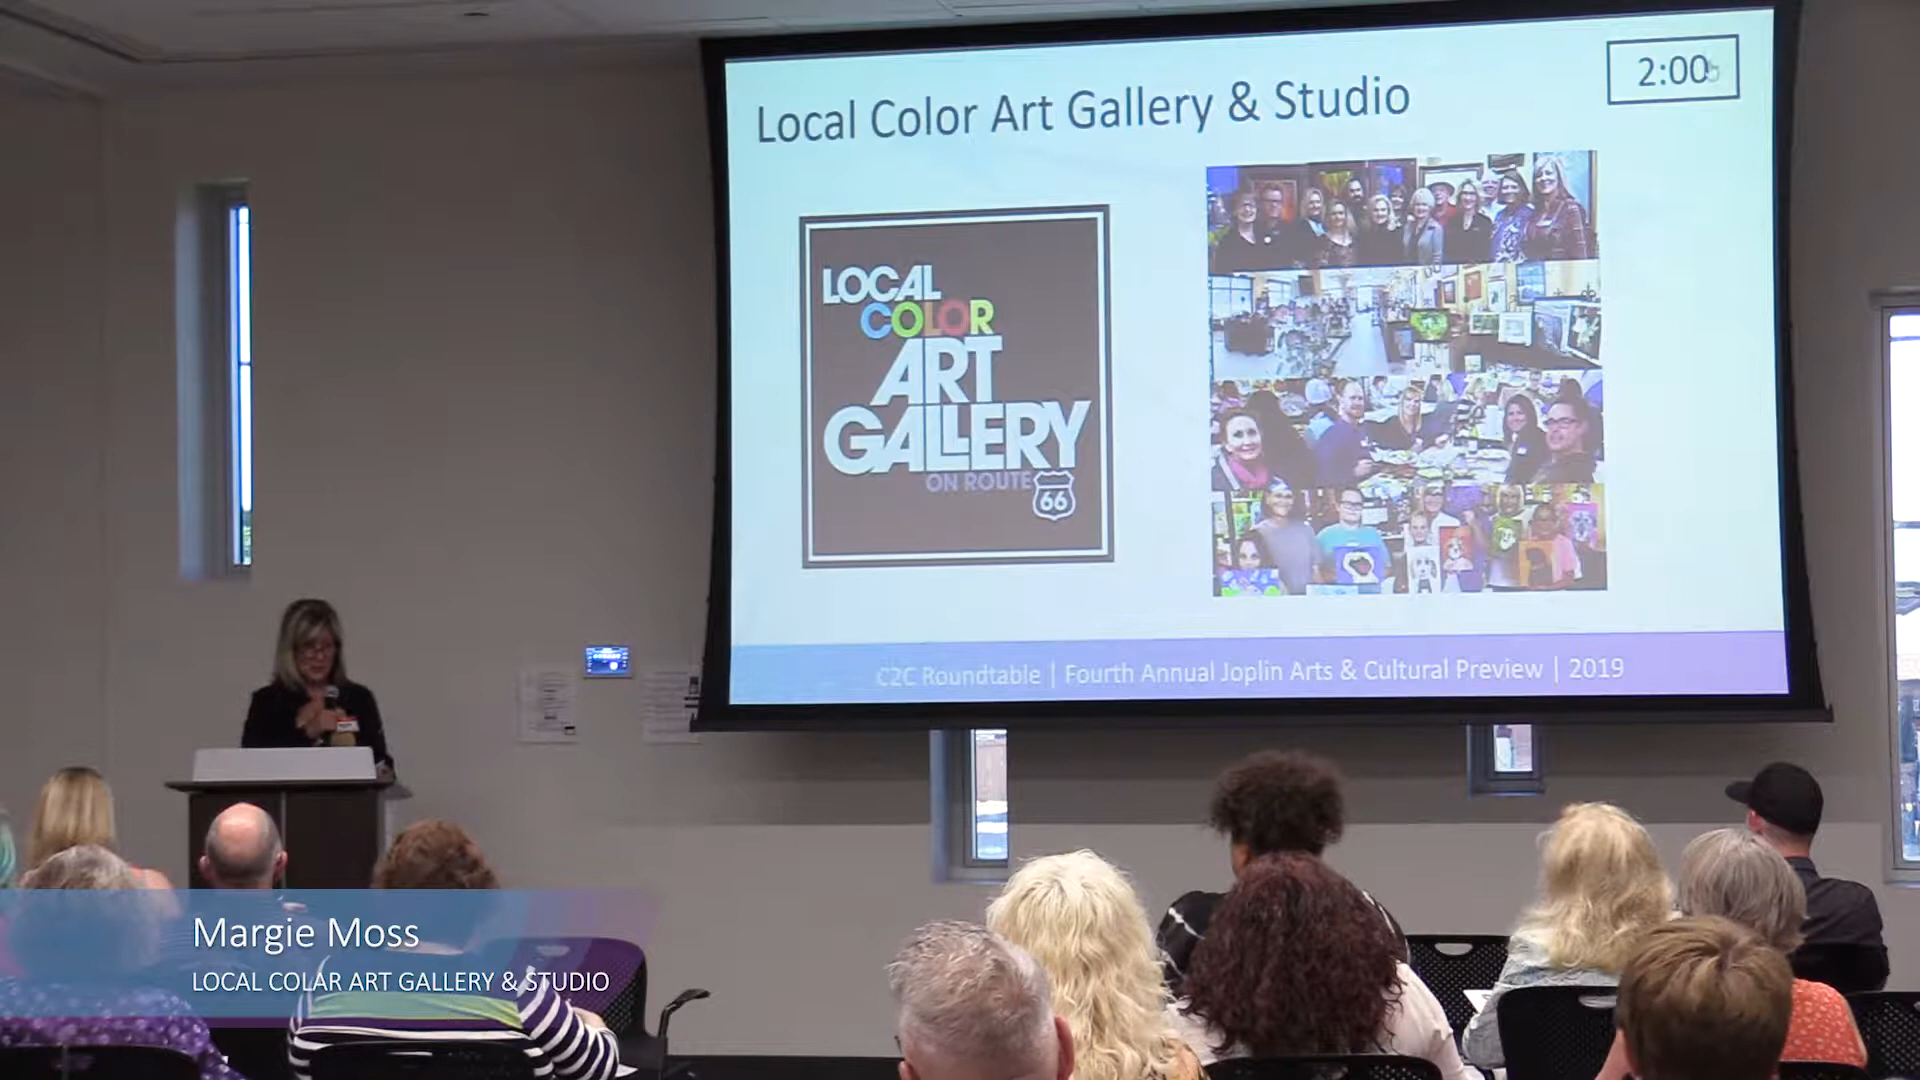 Local Color Art Gallery & Studio
2:00
LOCAL
COLOR
ART
GALLERY
ON ROUTE
66
C2C Roundtable | Fourth Annual Joplin Arts & Cultural Preview | 2019
Margie Moss
LOCAL COLAR ART GALLERY & STUDIO